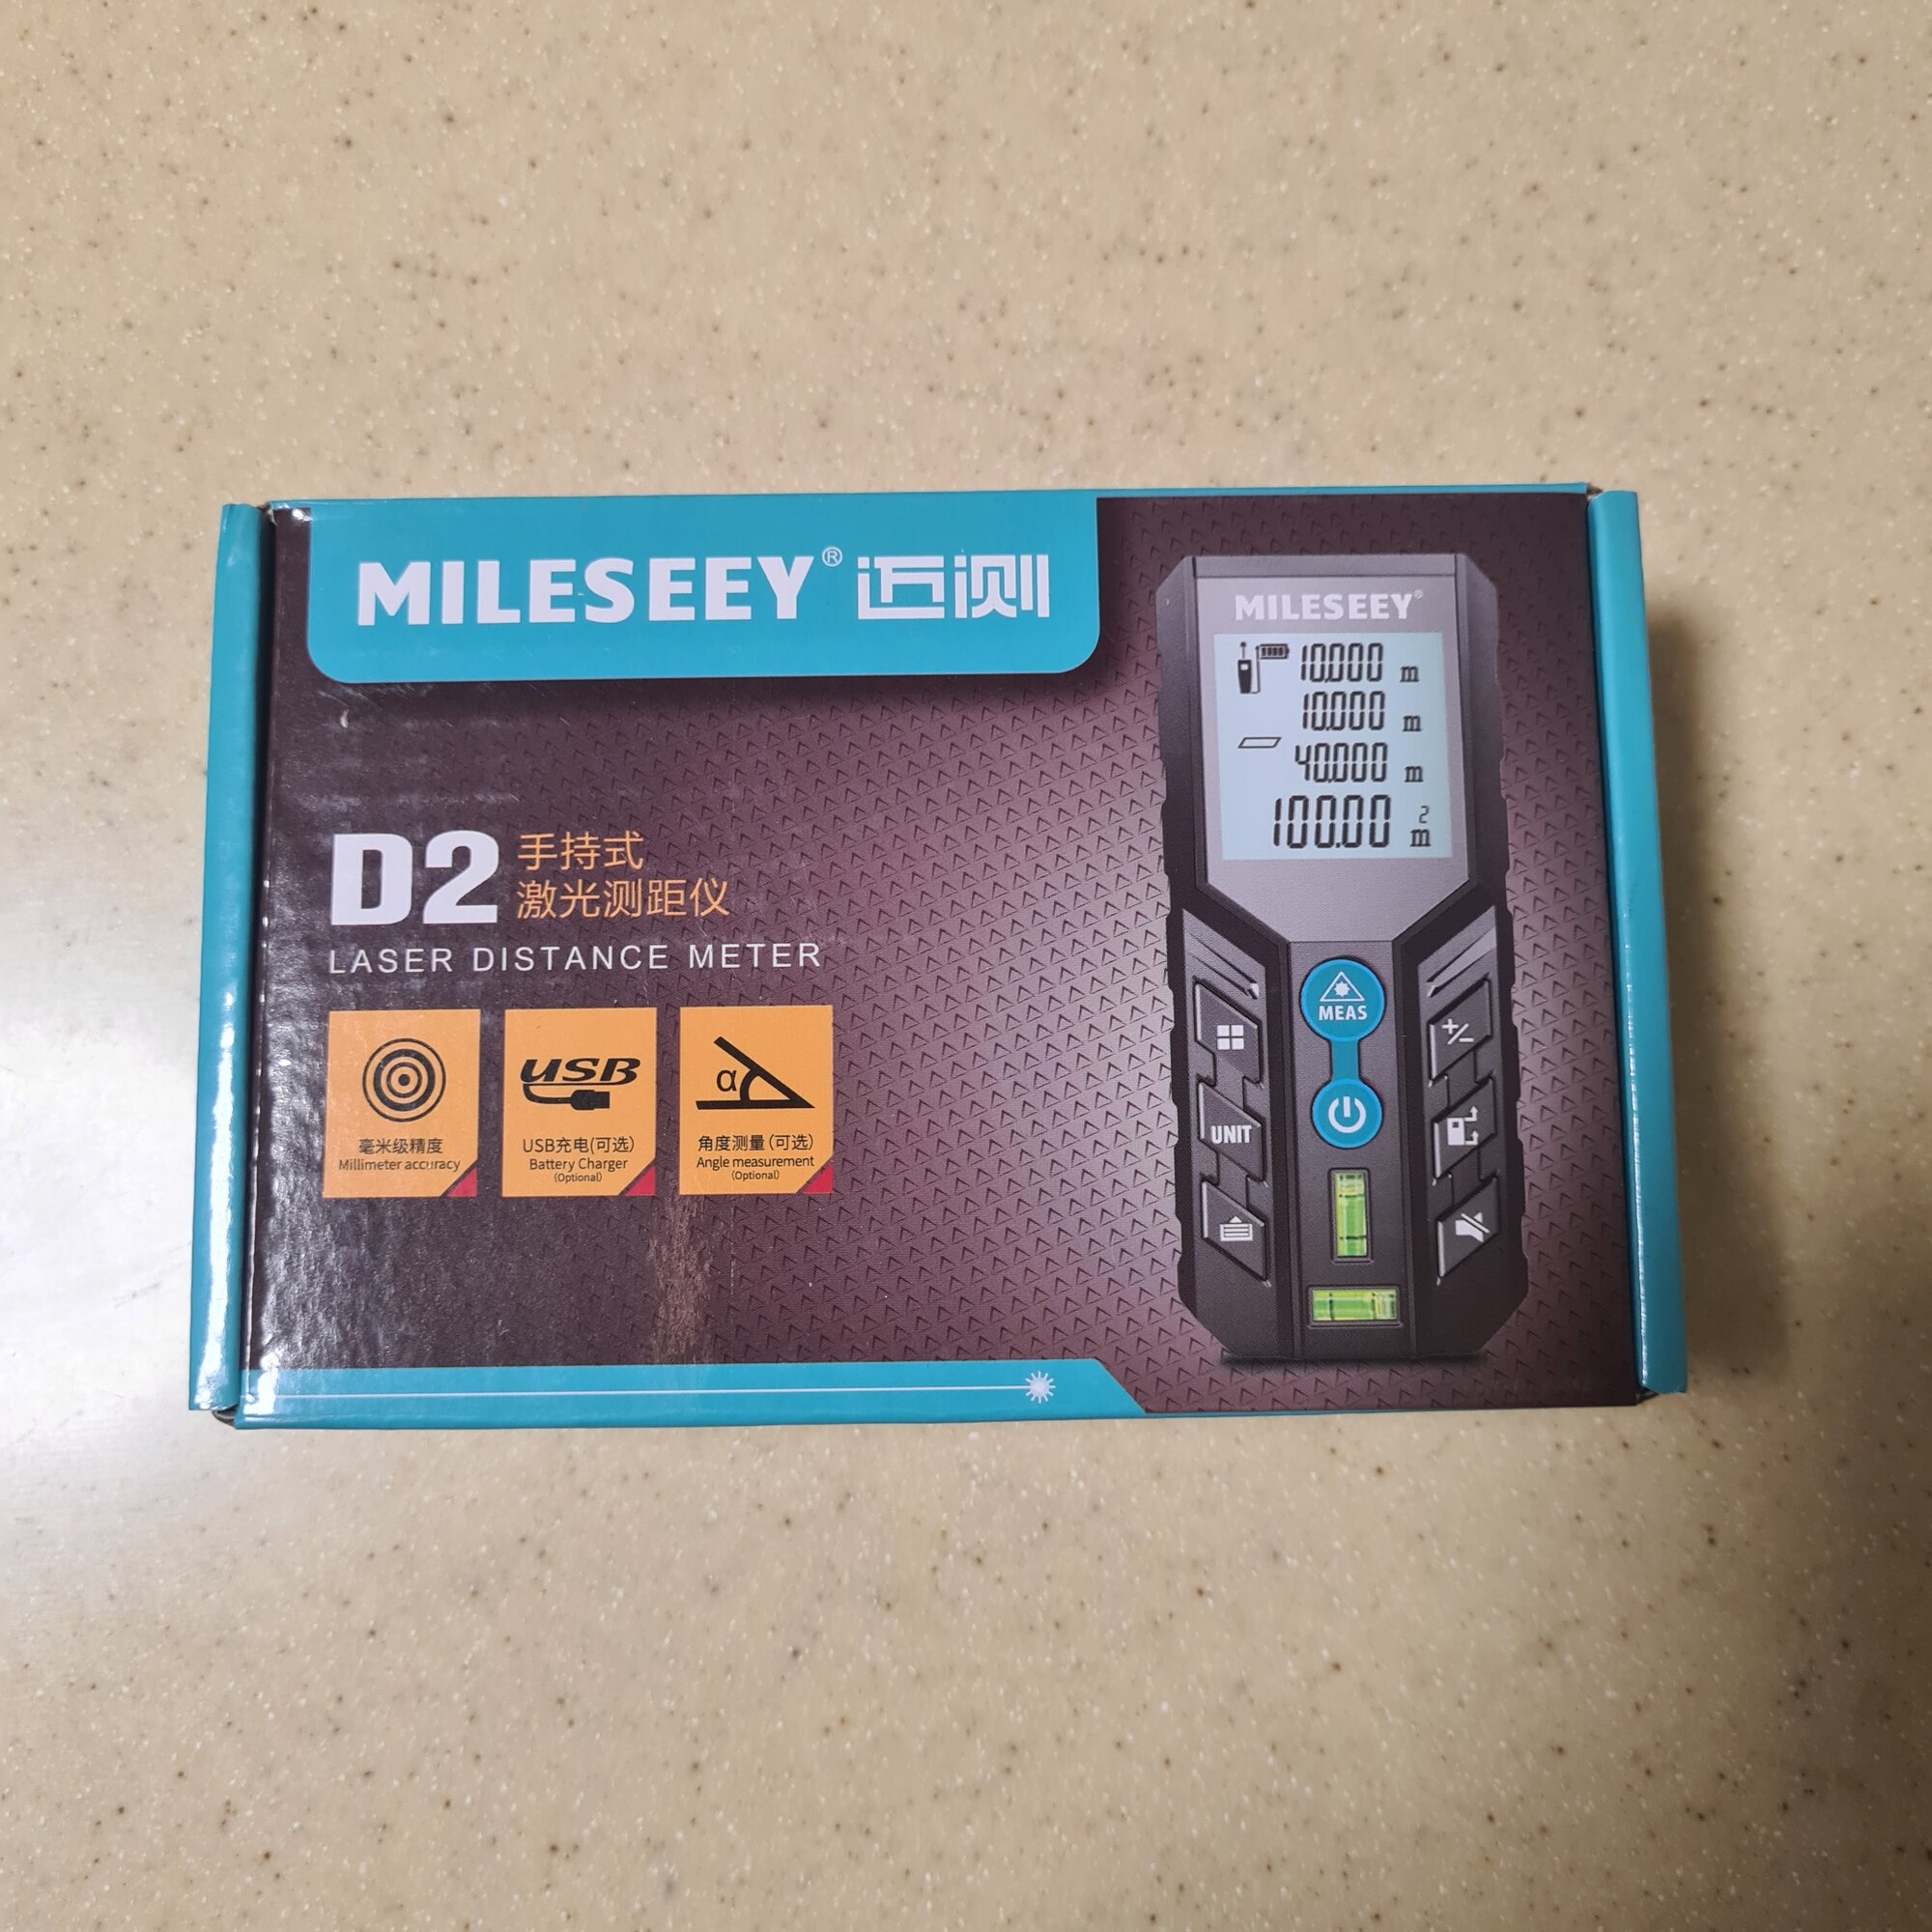 MILESEEY® 迈测
D2 手持式
激光测距仪
LASER DISTANCE METER
毫米级精度
Millimeter accuracy
USB
USB充电(可选)
Battery Charger
(Optional)
α
角度测量(可选)
Angle measurement
(Optional)
MILESEEY®
10.000 m
10.000 m
40.000 m
100.00 m²
MEAS
+/-
UNIT